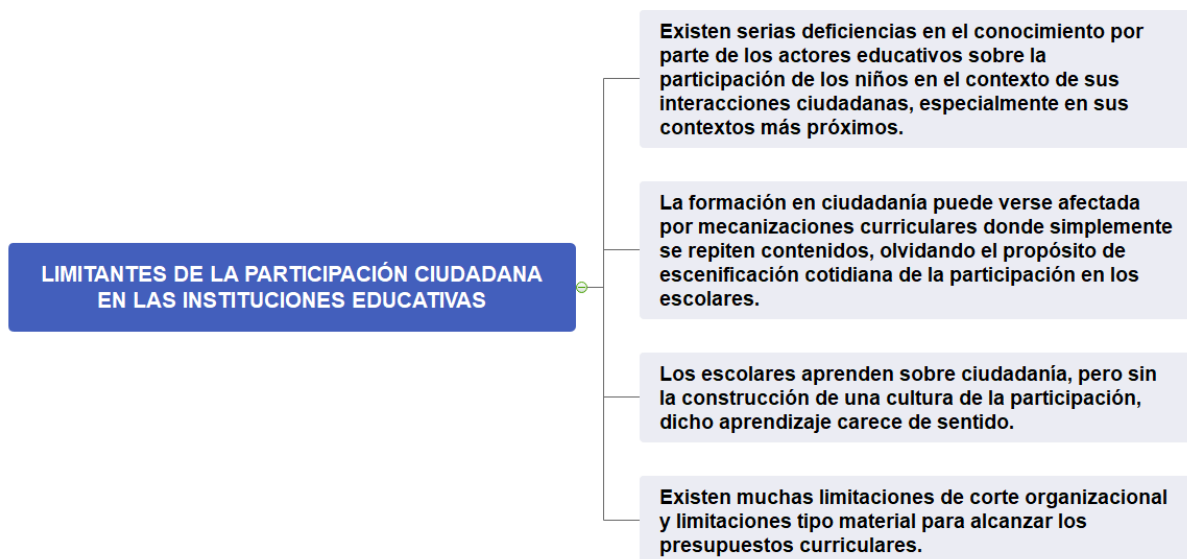 LIMITANTES DE LA PARTICIPACIÓN CIUDADANA
EN LAS INSTITUCIONES EDUCATIVAS
Existen serias deficiencias en el conocimiento por
parte de los actores educativos sobre la
participación de los niños en el contexto de sus
interacciones ciudadanas, especialmente en sus
contextos más próximos.
La formación en ciudadanía puede verse afectada
por mecanizaciones curriculares donde simplemente
se repiten contenidos, olvidando el propósito de
escenificación cotidiana de la participación en los
escolares.
Los escolares aprenden sobre ciudadanía, pero sin
la construcción de una cultura de la participación,
dicho aprendizaje carece de sentido.
Existen muchas limitaciones de corte organizacional
y limitaciones tipo material para alcanzar los
presupuestos curriculares.